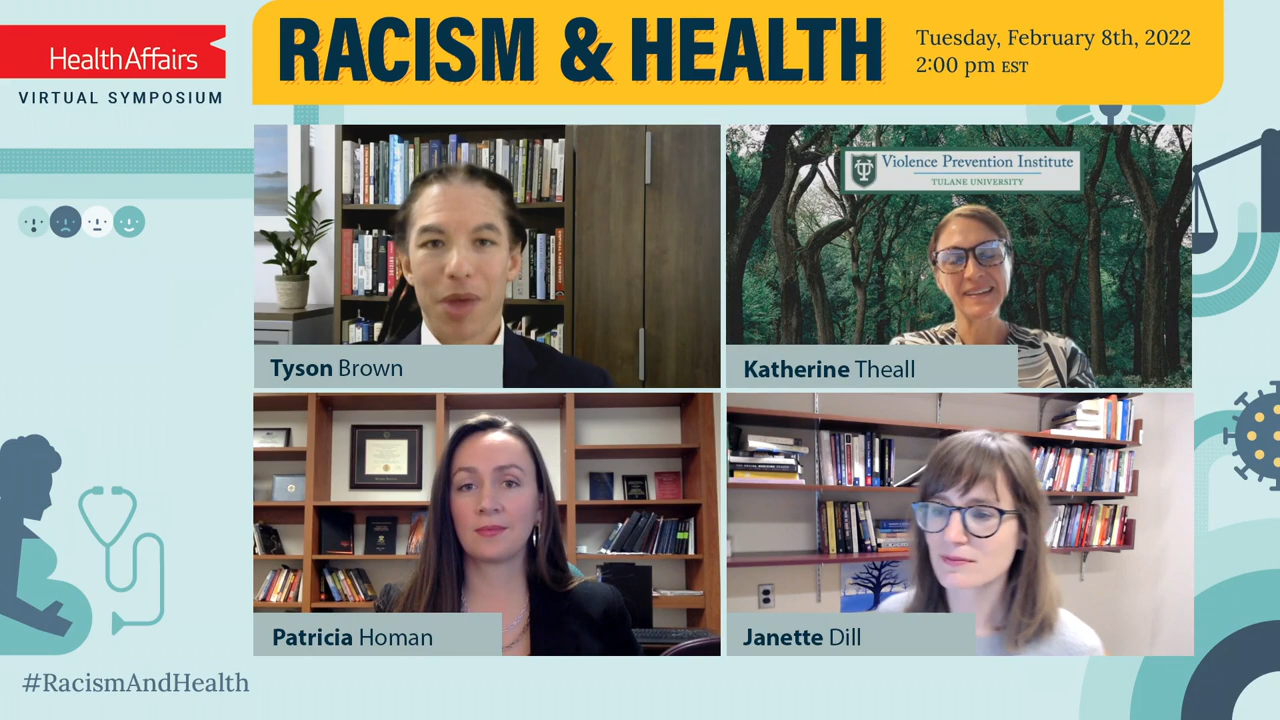 HealthAffairs
VIRTUAL SYMPOSIUM
RACISM & HEALTH
Tuesday, February 8th, 2022
2:00 pm EST
Violence Prevention Institute
TULANE UNIVERSITY
Tyson Brown
Katherine Theall
Patricia Homan
Janette Dill
#RacismAndHealth